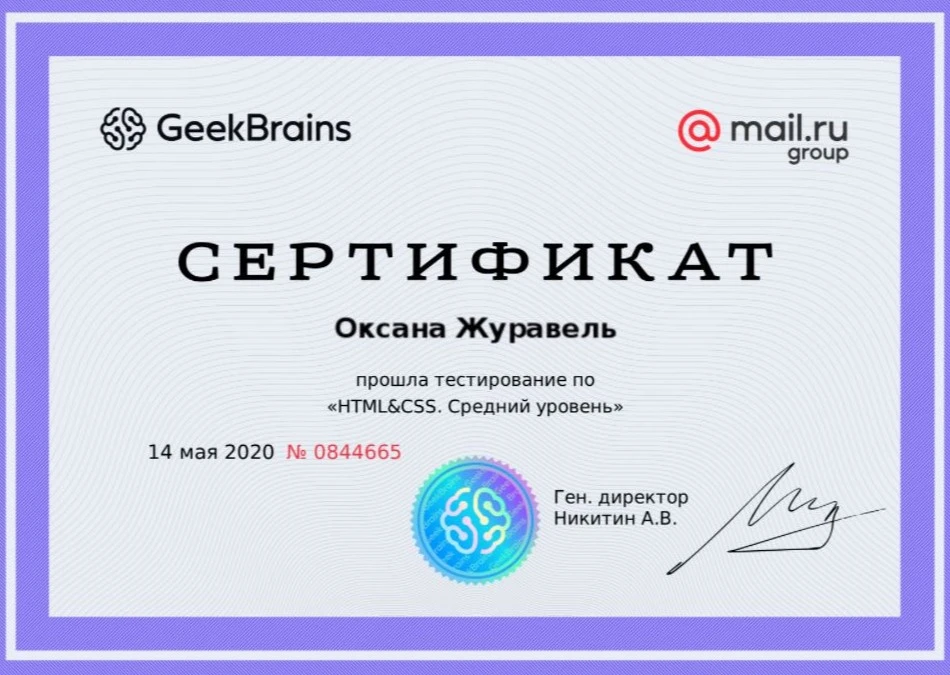 GeekBrains
@mail.ru
group
СЕРТИФИКАТ
Оксана Журавель
прошла тестирование по
«HTML&CSS. Средний уровень»
14 мая 2020 № 0844665
Ген. директор
Никитин А.В.